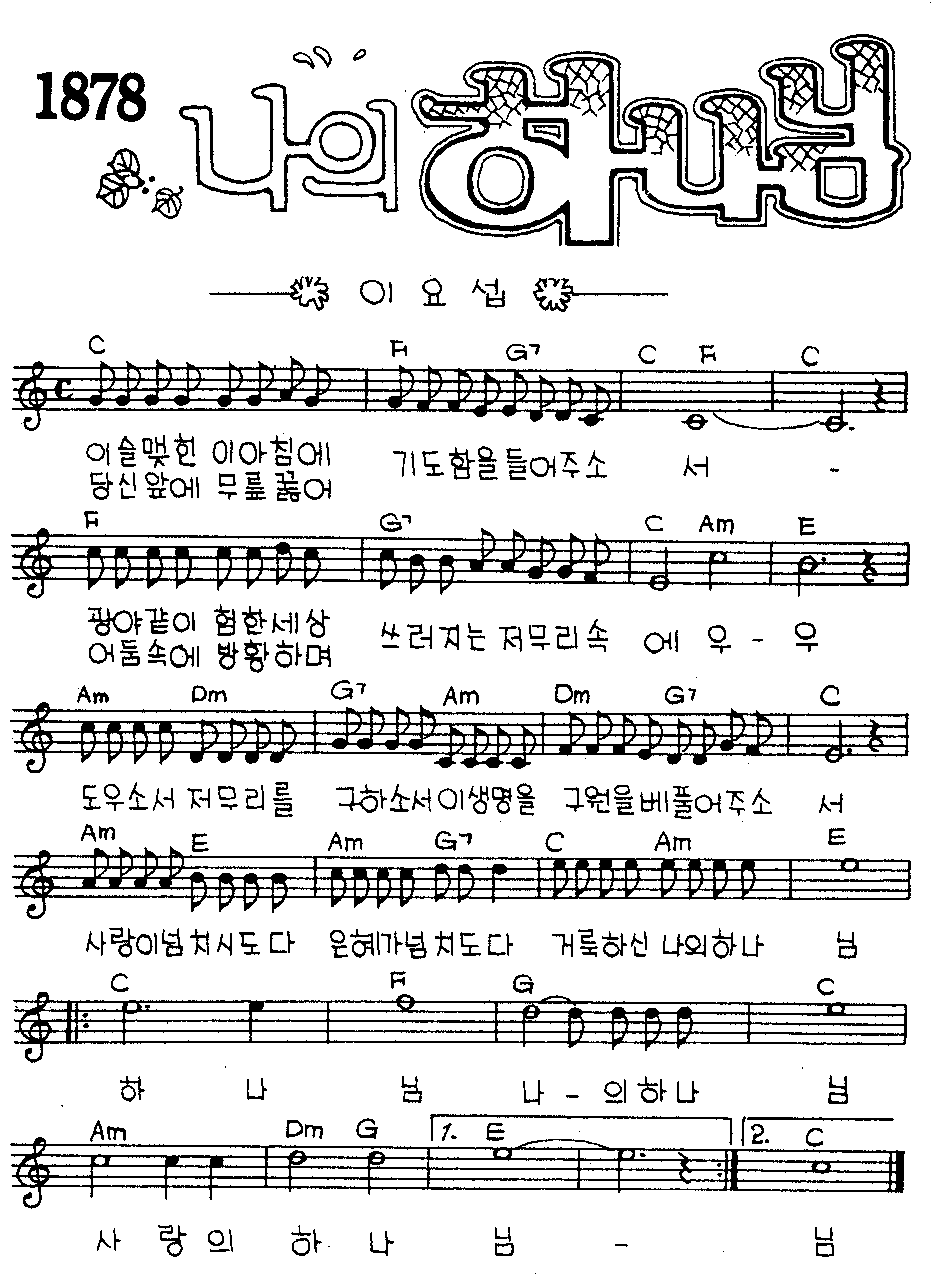 1878 나의 하나님
이 요 섭
C F G7 C F C
이슬맺힌 이아침에 기도함을들어주소 서 -
당신앞에 무릎꿇어
F G7 C Am E
광야같이 험한세상 쓰러지는 저무리속 에 우 - 우
어둠속에 방황하며
Am Dm G7 Am Dm G7 C
도우소서 저무리를 구하소서이생명을 구원을베풀어주소 서
Am E Am G7 C Am E
사랑이넘치시도다 은혜가넘치도다 거룩하신 나의하나 님
C F G C
하 나 님 나 - 의하나 님
Am Dm G 1. E 2. C
사 랑의 하 나 님 - 님